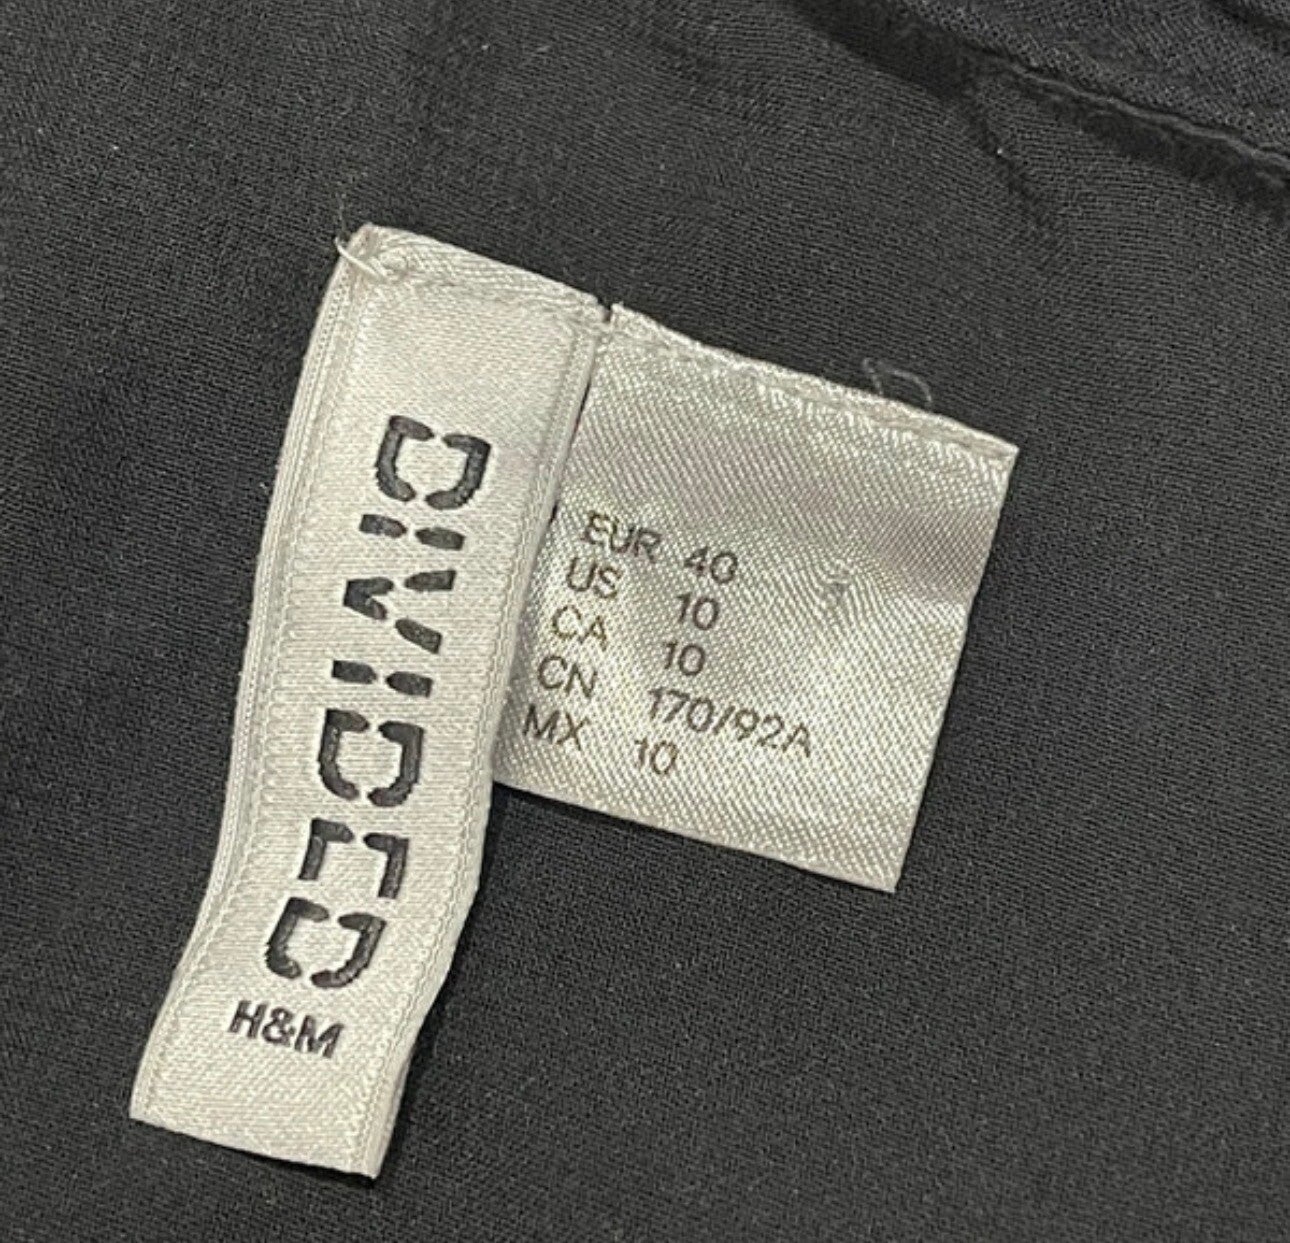 DIVIDED
H&M
EUR 40
US 10
CA 10
CN 170/92A
MX 10